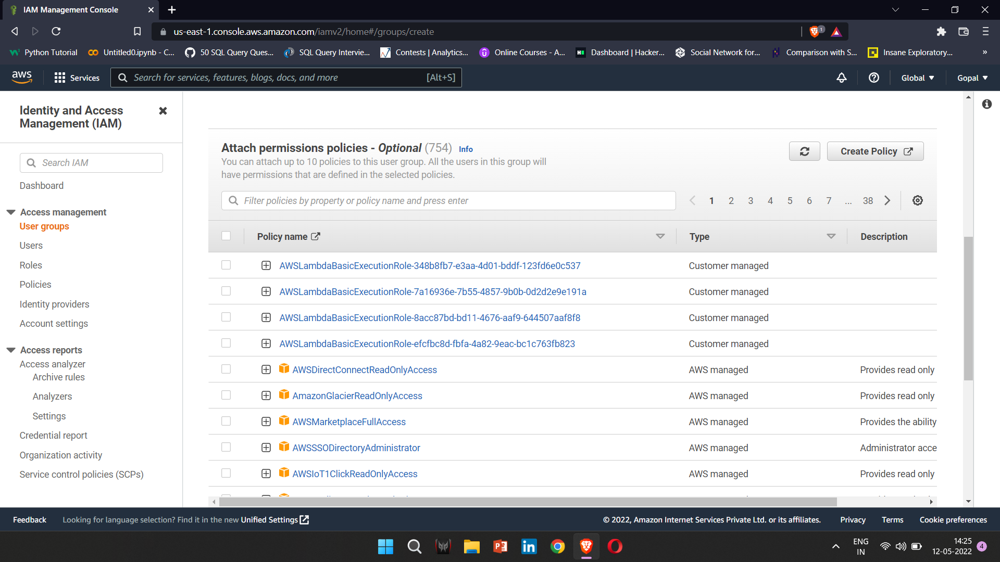 IAM Management Console
us-east-1.console.aws.amazon.com/iamv2/home#/groups/create
1
Python Tutorial
Untitled0.ipynb - C...
50 SQL Query Ques...
SQL Query Intervie...
Contests | Analytics...
Online Courses - A...
Dashboard | Hacker...
Social Network for...
Comparison with S...
Insane Exploratory...
»
aws
Services
Search for services, features, blogs, docs, and more
[Alt+S]
Global
Gopal
Identity and Access
Management (IAM)
Search IAM
Dashboard
Access management
User groups
Users
Roles
Policies
Identity providers
Account settings
Access reports
Access analyzer
Archive rules
Analyzers
Settings
Credential report
Organization activity
Service control policies (SCPs)
Attach permissions policies - Optional (754) Info
You can attach up to 10 policies to this user group. All the users in this group will
have permissions that are defined in the selected policies.
Create Policy
Filter policies by property or policy name and press enter
1 2 3 4 5 6 7 ... 38
Policy name Type Description
AWSLambdaBasicExecutionRole-348b8fb7-e3aa-4d01-bddf-123fd6e0c537 Customer managed
AWSLambdaBasicExecutionRole-7a16936e-7b55-4857-9b0b-0d2d2e9e191a Customer managed
AWSLambdaBasicExecutionRole-8acc87bd-bd11-4676-aaf9-644507aaf8f8 Customer managed
AWSLambdaBasicExecutionRole-efcfbc8d-fbfa-4a82-9eac-bc1c763fb823 Customer managed
AWSDirectConnectReadOnlyAccess AWS managed Provides read only
AmazonGlacierReadOnlyAccess AWS managed Provides read only
AWSMarketplaceFullAccess AWS managed Provides the ability
AWSSSODirectoryAdministrator AWS managed Administrator acce
AWSIoT1ClickReadOnlyAccess AWS managed Provides read only
Feedback
Looking for language selection? Find it in the new Unified Settings
© 2022, Amazon Internet Services Private Ltd. or its affiliates.
Privacy
Terms
Cookie preferences
ENG
IN
14:25
12-05-2022
4